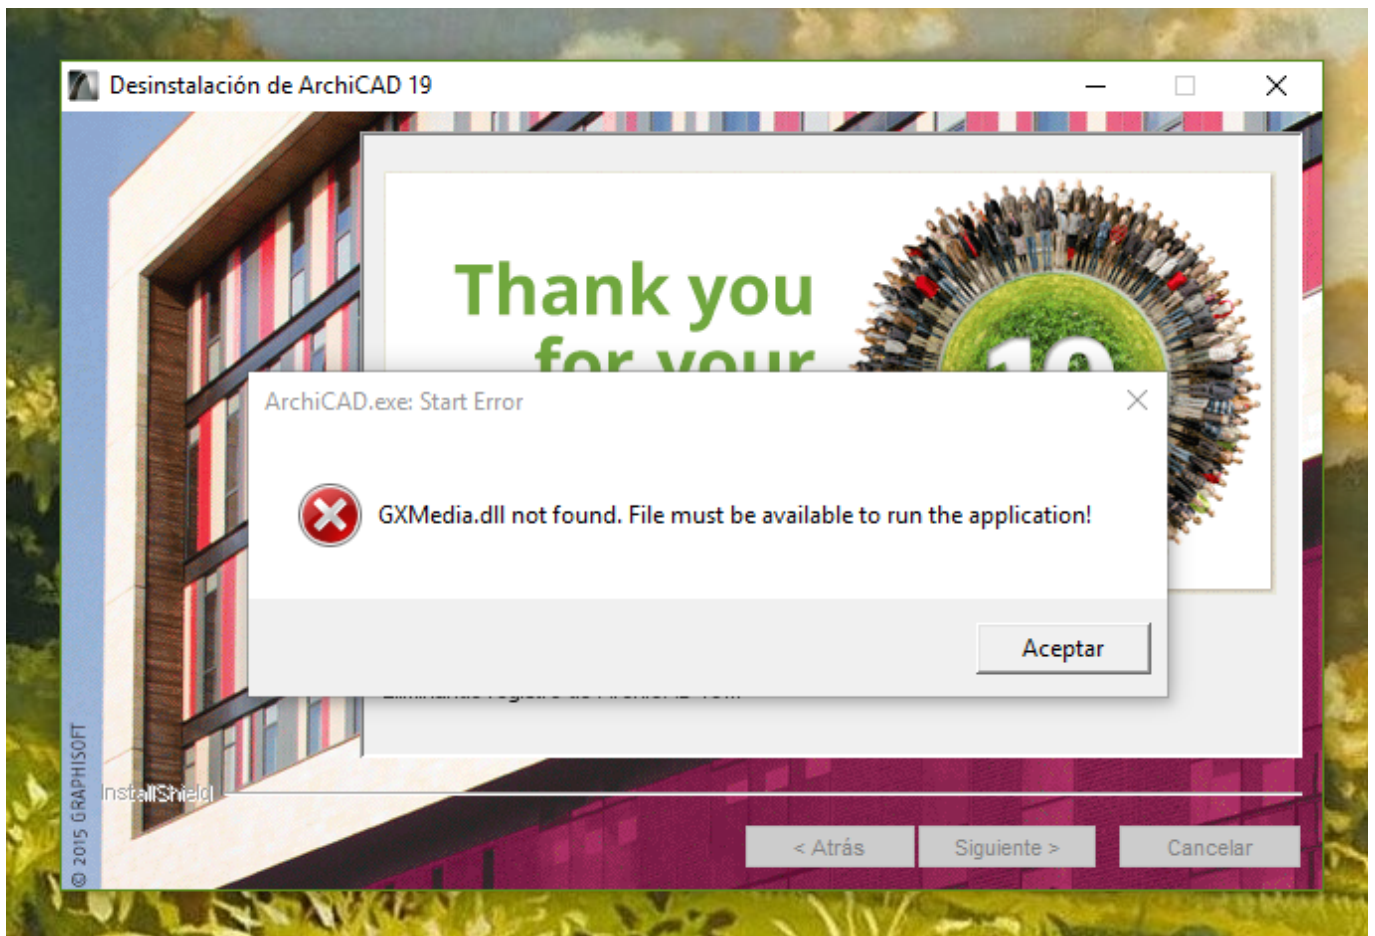 Desinstalación de ArchiCAD 19
Thank you
for your
19
ArchiCAD.exe: Start Error
GXMedia.dll not found. File must be available to run the application!
Aceptar
© 2015 GRAPHISOFT
InstallShield
< Atrás
Siguiente >
Cancelar